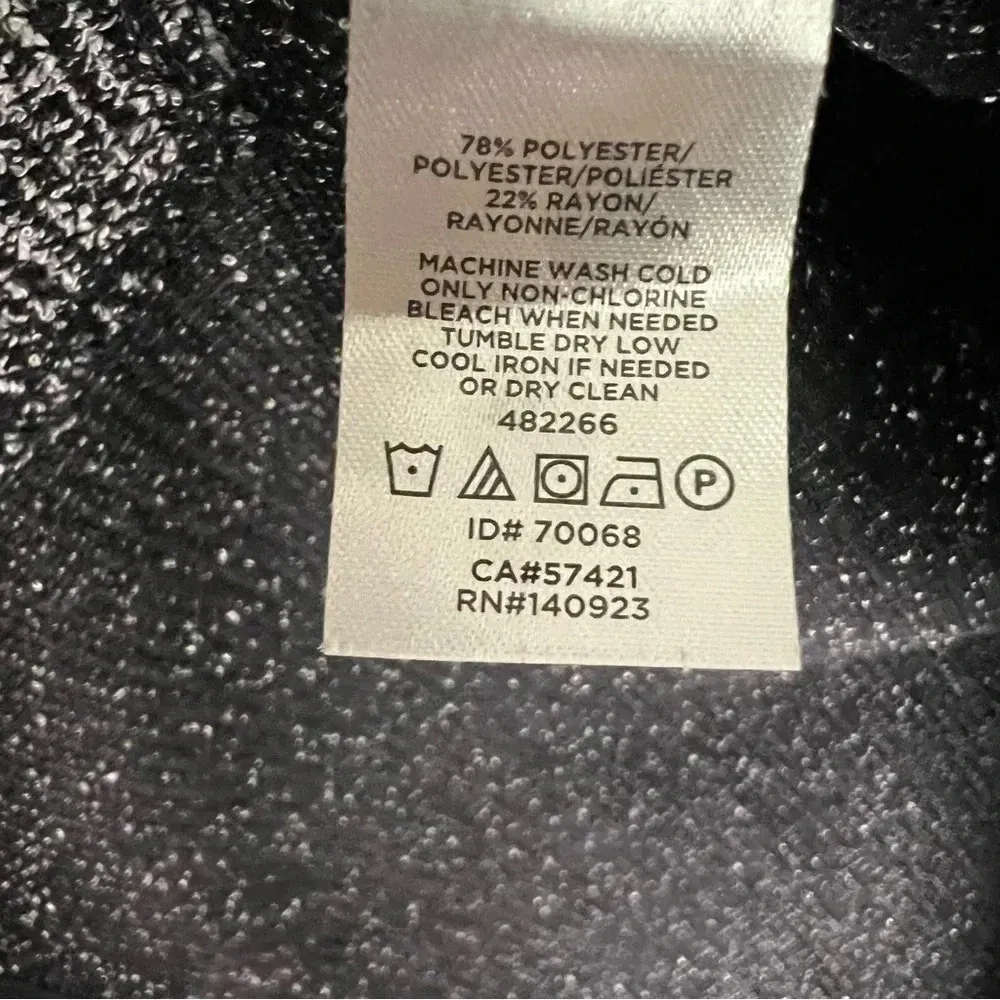 78% POLYESTER/
POLYESTER/POLIÉSTER
22% RAYON/
RAYONNE/RAYÓN
MACHINE WASH COLD
ONLY NON-CHLORINE
BLEACH WHEN NEEDED
TUMBLE DRY LOW
COOL IRON IF NEEDED
OR DRY CLEAN
482266
P
ID# 70068
CA#57421
RN#140923